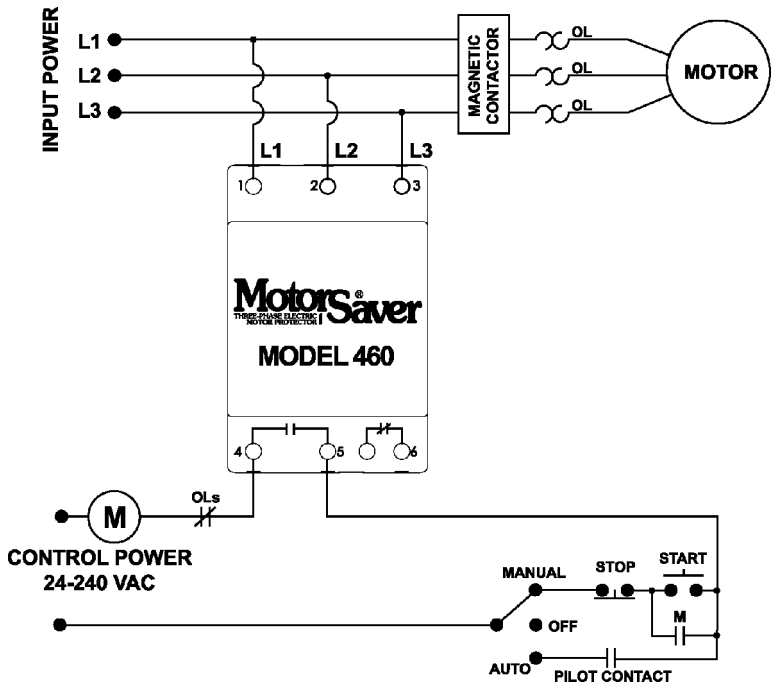 INPUT POWER
L1
L2
L3
MAGNETIC
CONTACTOR
OL
OL
OL
MOTOR
L1
L2
L3
1
2
3
MotorSaver®
THREE-PHASE ELECTRIC
MOTOR PROTECTOR
MODEL 460
4
5
6
OLs
M
CONTROL POWER
24-240 VAC
MANUAL
STOP
START
M
OFF
AUTO
PILOT CONTACT